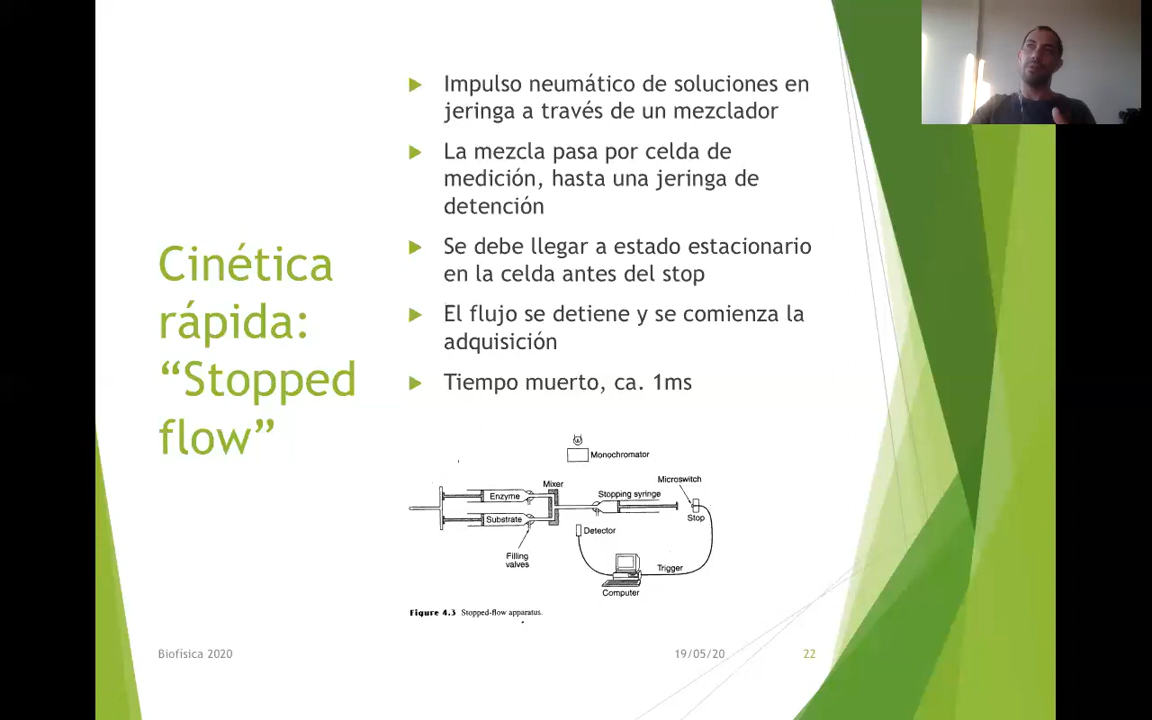 Cinética
rápida:
“Stopped
flow”
Impulso neumático de soluciones en
jeringa a través de un mezclador
La mezcla pasa por celda de
medición, hasta una jeringa de
detención
Se debe llegar a estado estacionario
en la celda antes del stop
El flujo se detiene y se comienza la
adquisición
Tiempo muerto, ca. 1ms
Monochromator
Microswitch
Mixer
Enzyme
Stopping syringe
Substrate
Stop
Detector
Filling
valves
Trigger
Computer
Figure 4.3 Stopped-flow apparatus.
Biofísica 2020
19/05/20
22